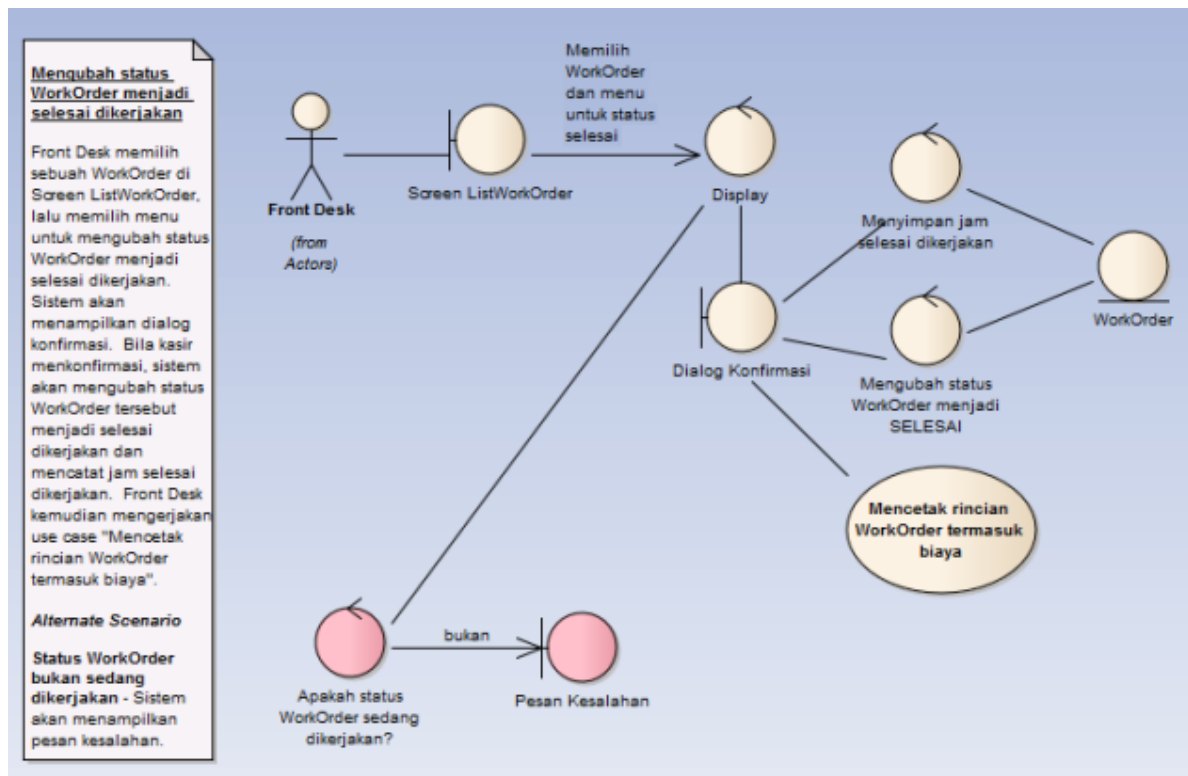 Mengubah status
WorkOrder menjadi
selesai dikerjakan
Front Desk memilih
sebuah WorkOrder di
Screen ListWorkOrder,
lalu memilih menu
untuk mengubah status
WorkOrder menjadi
selesai dikerjakan.
Sistem akan
menampilkan dialog
konfirmasi. Bila kasir
menkonfirmasi, sistem
akan mengubah status
WorkOrder tersebut
menjadi selesai
dikerjakan dan
mencatat jam selesai
dikerjakan. Front Desk
kemudian mengerjakan
use case "Mencetak
rincian WorkOrder
termasuk biaya".
Alternate Scenario
Status WorkOrder
bukan sedang
dikerjakan - Sistem
akan menampilkan
pesan kesalahan.
Front Desk
(from
Actors)
Screen ListWorkOrder
Memilih
WorkOrder
dan menu
untuk status
selesai
Display
Menyimpan jam
selesai dikerjakan
WorkOrder
Dialog Konfirmasi
Mengubah status
WorkOrder menjadi
SELESAI
Mencetak rincian
WorkOrder termasuk
biaya
Apakah status
WorkOrder sedang
dikerjakan?
bukan
Pesan Kesalahan